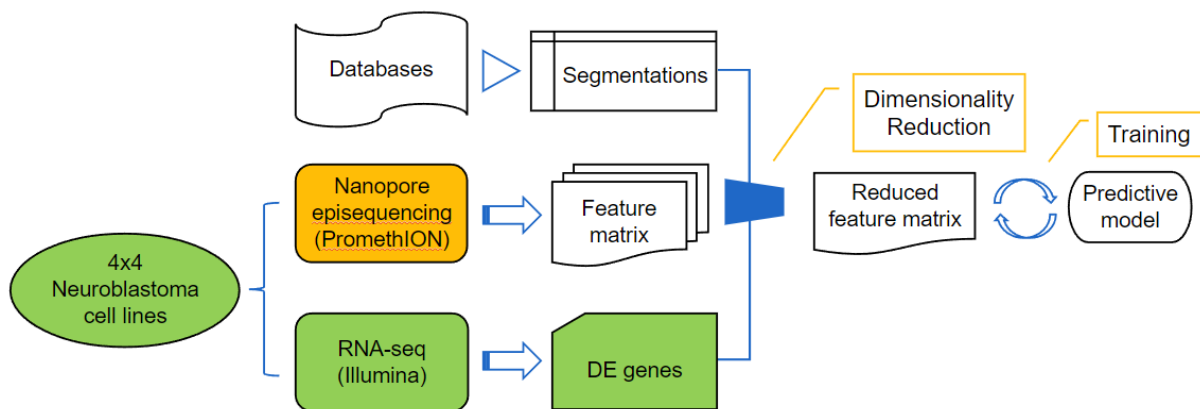 Databases
Segmentations
Dimensionality
Reduction
Training
Nanopore
episequencing
(PromethION)
Feature
matrix
Reduced
feature matrix
Predictive
model
4x4
Neuroblastoma
cell lines
RNA-seq
(Illumina)
DE genes